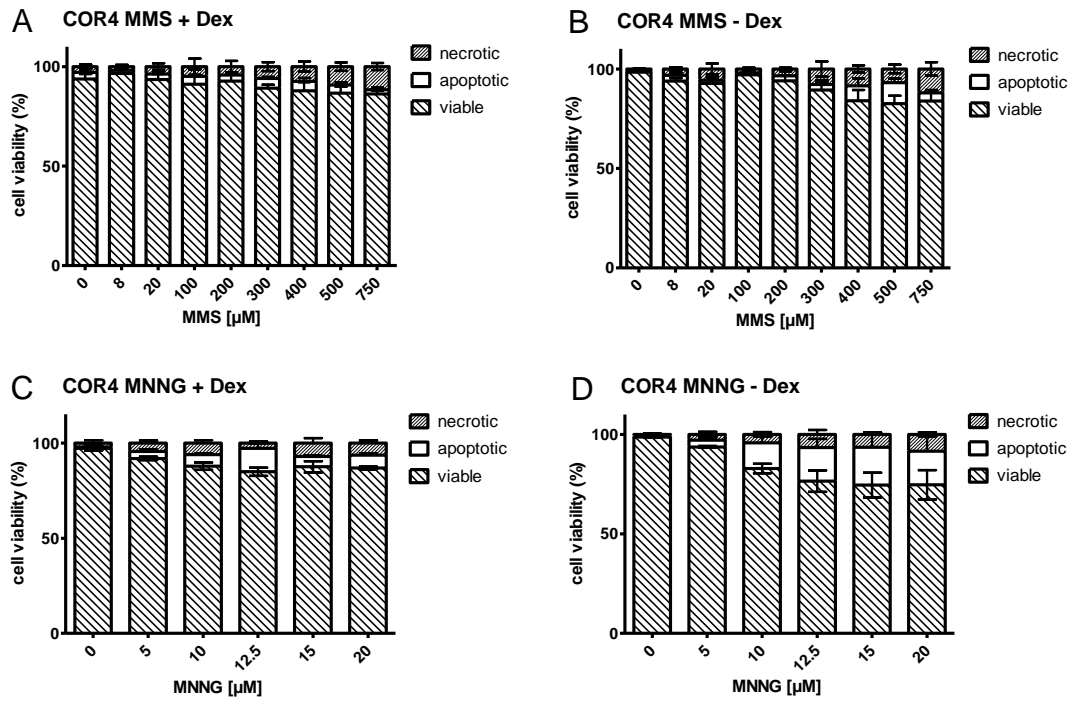 A COR4 MMS + Dex
100
50
0
cell viability (%)
0 8 20 100 200 300 400 500 750
MMS [µM]
necrotic
apoptotic
viable
B COR4 MMS - Dex
100
50
0
cell viability (%)
0 8 20 100 200 300 400 500 750
MMS [µM]
necrotic
apoptotic
viable
C COR4 MNNG + Dex
100
50
0
cell viability (%)
0 5 10 12.5 15 20
MNNG [µM]
necrotic
apoptotic
viable
D COR4 MNNG - Dex
100
50
0
cell viability (%)
0 5 10 12.5 15 20
MNNG [µM]
necrotic
apoptotic
viable